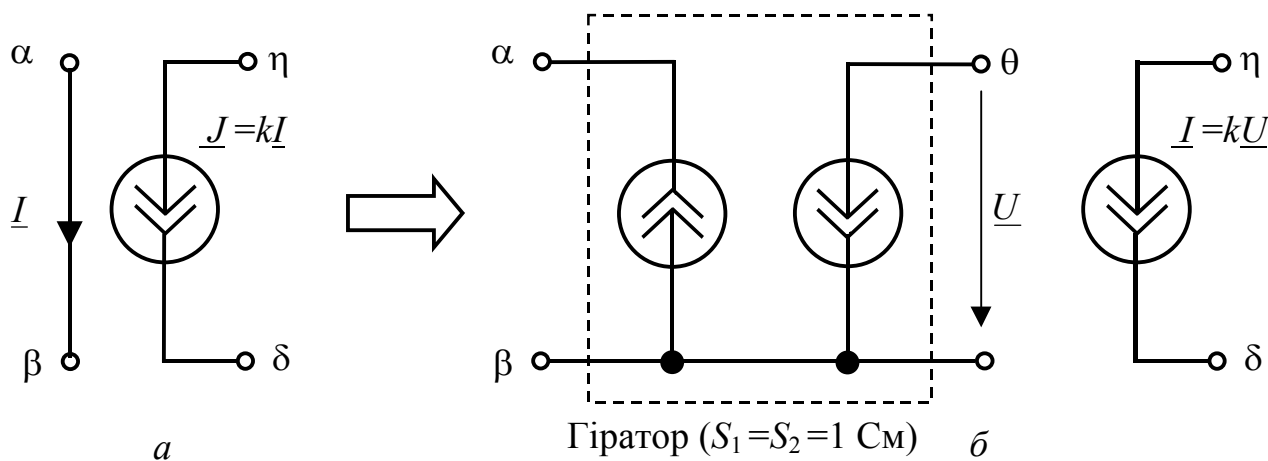 α η α θ η
J=kI I=kU
I U
β δ β δ
а Гіратор (S₁=S₂=1 См) б